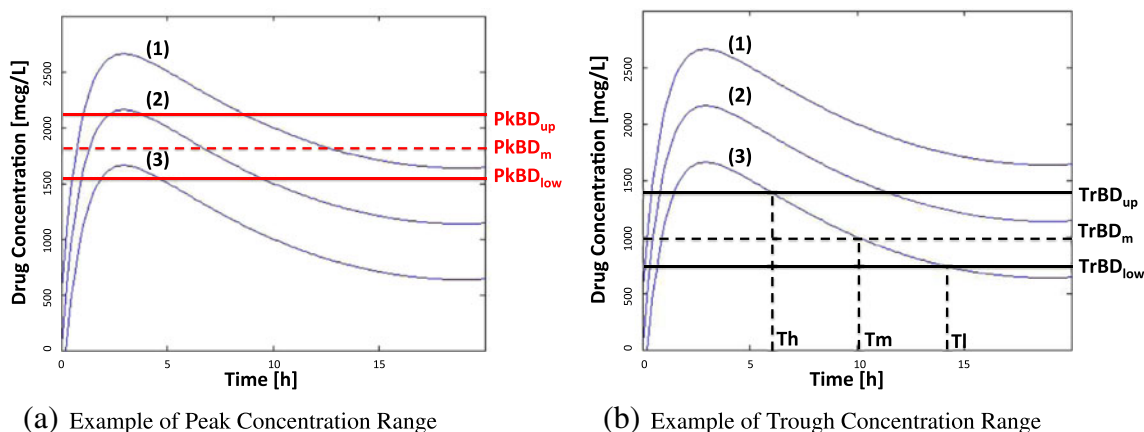 Drug Concentration [mcg/L]
2500
2000
1500
1000
500
0
(1)
(2)
(3)
PkBDup
PkBDm
PkBDlow
0
5
10
15
Time [h]
(a) Example of Peak Concentration Range
Drug Concentration [mcg/L]
2500
2000
1500
1000
500
0
(1)
(2)
(3)
TrBDup
TrBDm
TrBDlow
Th
Tm
Tl
0
5
10
15
Time [h]
(b) Example of Trough Concentration Range